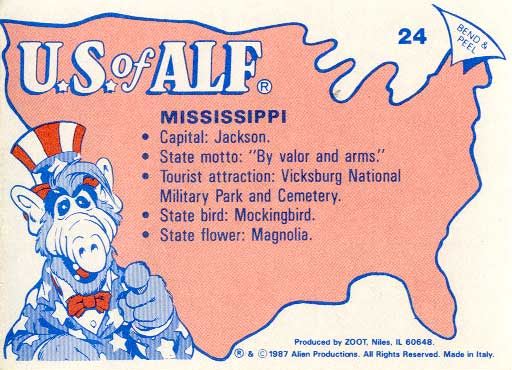 24
BEND &
PEEL
U.S. of ALF ®
MISSISSIPPI
• Capital: Jackson.
• State motto: "By valor and arms."
• Tourist attraction: Vicksburg National
Military Park and Cemetery.
• State bird: Mockingbird.
• State flower: Magnolia.
Produced by ZOOT, Niles, IL 60648.
® & © 1987 Alien Productions. All Rights Reserved. Made in Italy.